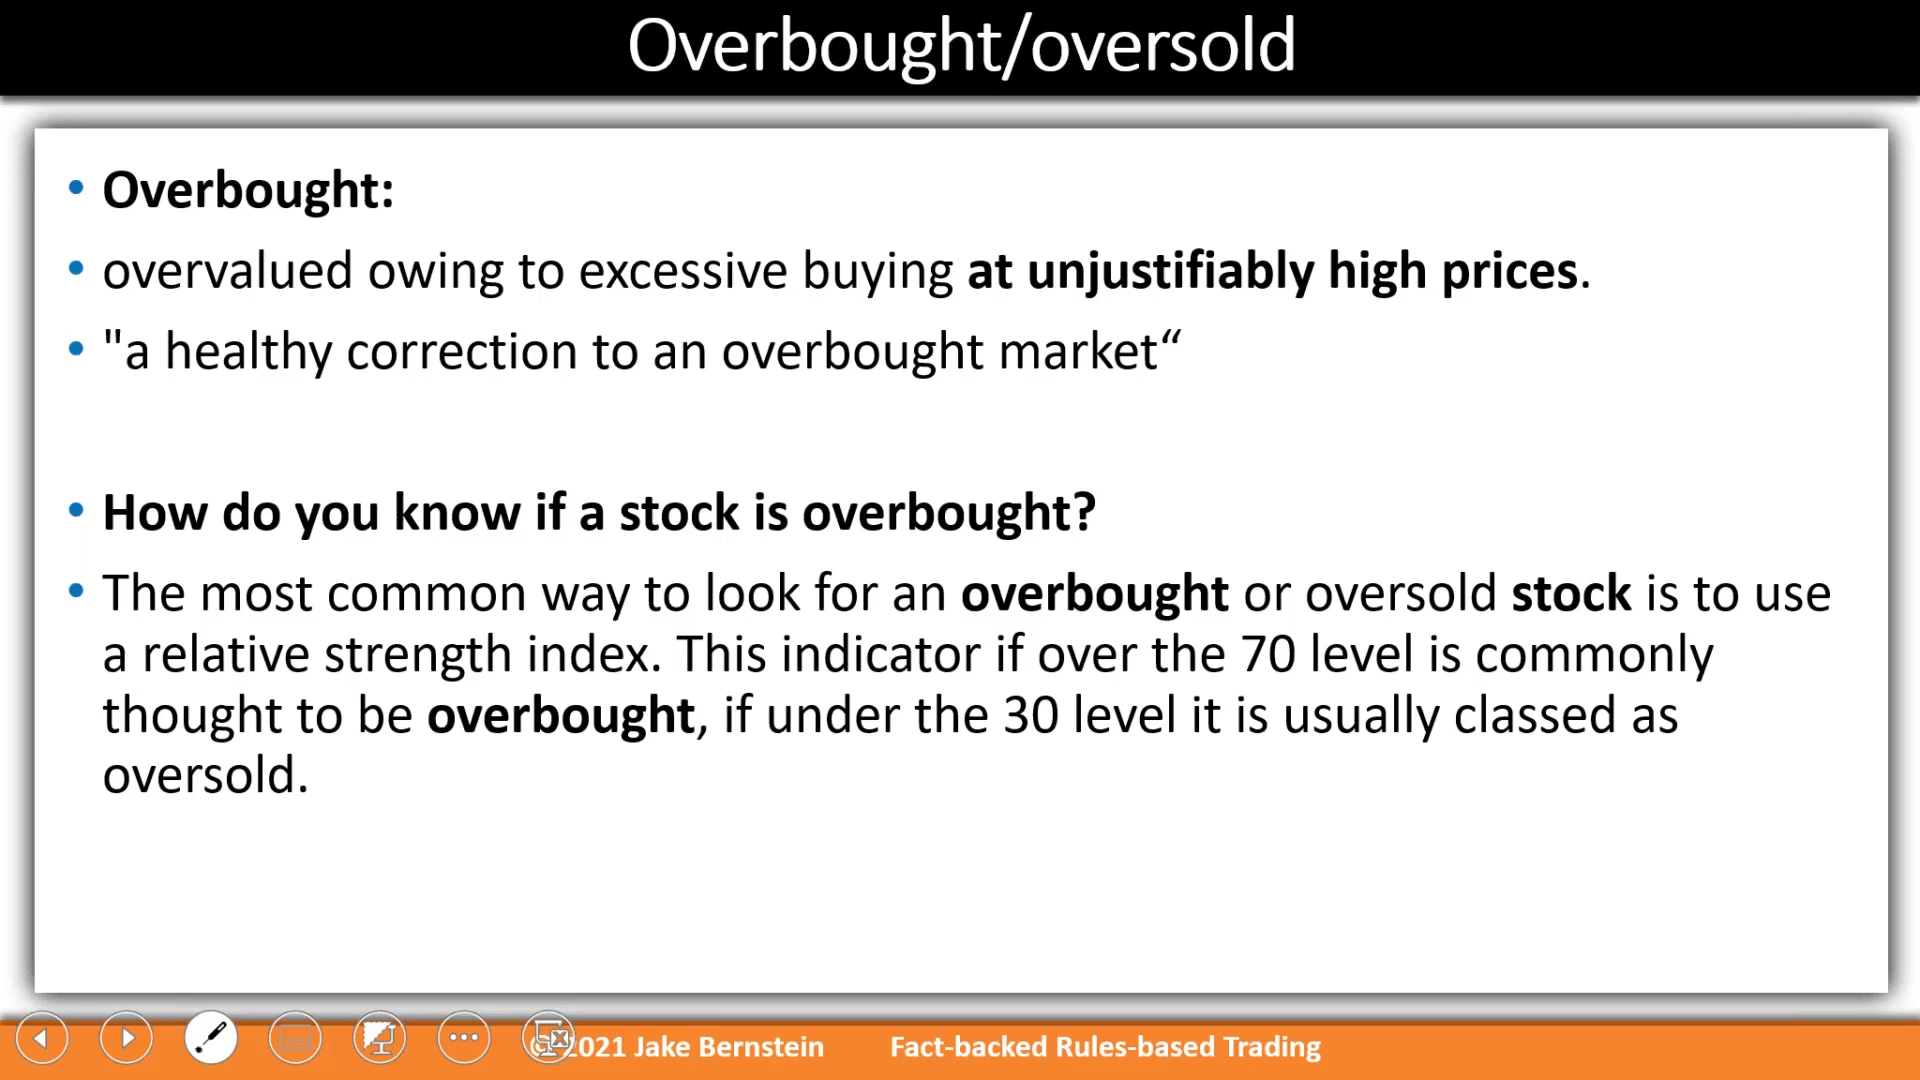 Overbought/oversold
• Overbought:
• overvalued owing to excessive buying at unjustifiably high prices.
• "a healthy correction to an overbought market“
• How do you know if a stock is overbought?
• The most common way to look for an overbought or oversold stock is to use
a relative strength index. This indicator if over the 70 level is commonly
thought to be overbought, if under the 30 level it is usually classed as
oversold.
©2021 Jake Bernstein Fact-backed Rules-based Trading